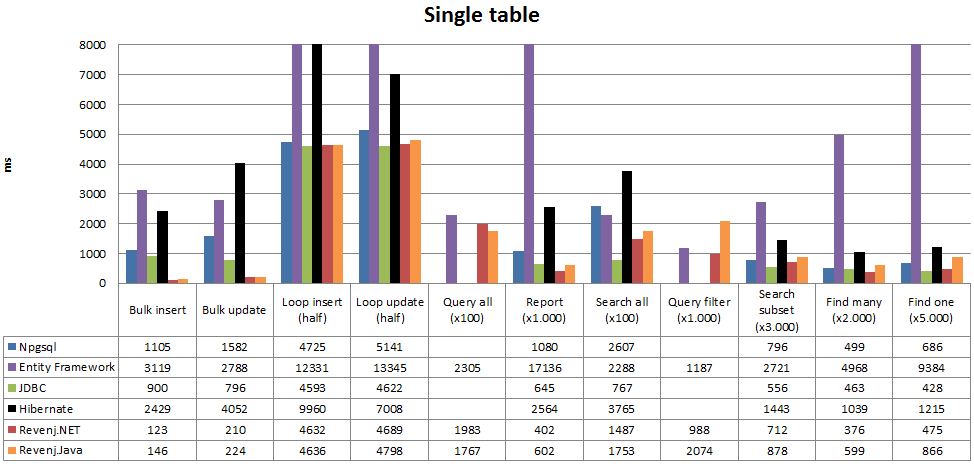 Single table
ms
8000
7000
6000
5000
4000
3000
2000
1000
0
Bulk insert Bulk update Loop insert (half) Loop update (half) Query all (x100) Report (x1.000) Search all (x100) Query filter (x1.000) Search subset (x3.000) Find many (x2.000) Find one (x5.000)
Npgsql 1105 1582 4725 5141 1080 2607 796 499 686
Entity Framework 3119 2788 12331 13345 2305 17136 2288 1187 2721 4968 9384
JDBC 900 796 4593 4622 645 767 556 463 428
Hibernate 2429 4052 9960 7008 2564 3765 1443 1039 1215
Revenj.NET 123 210 4632 4689 1983 402 1487 988 712 376 475
Revenj.Java 146 224 4636 4798 1767 602 1753 2074 878 599 866